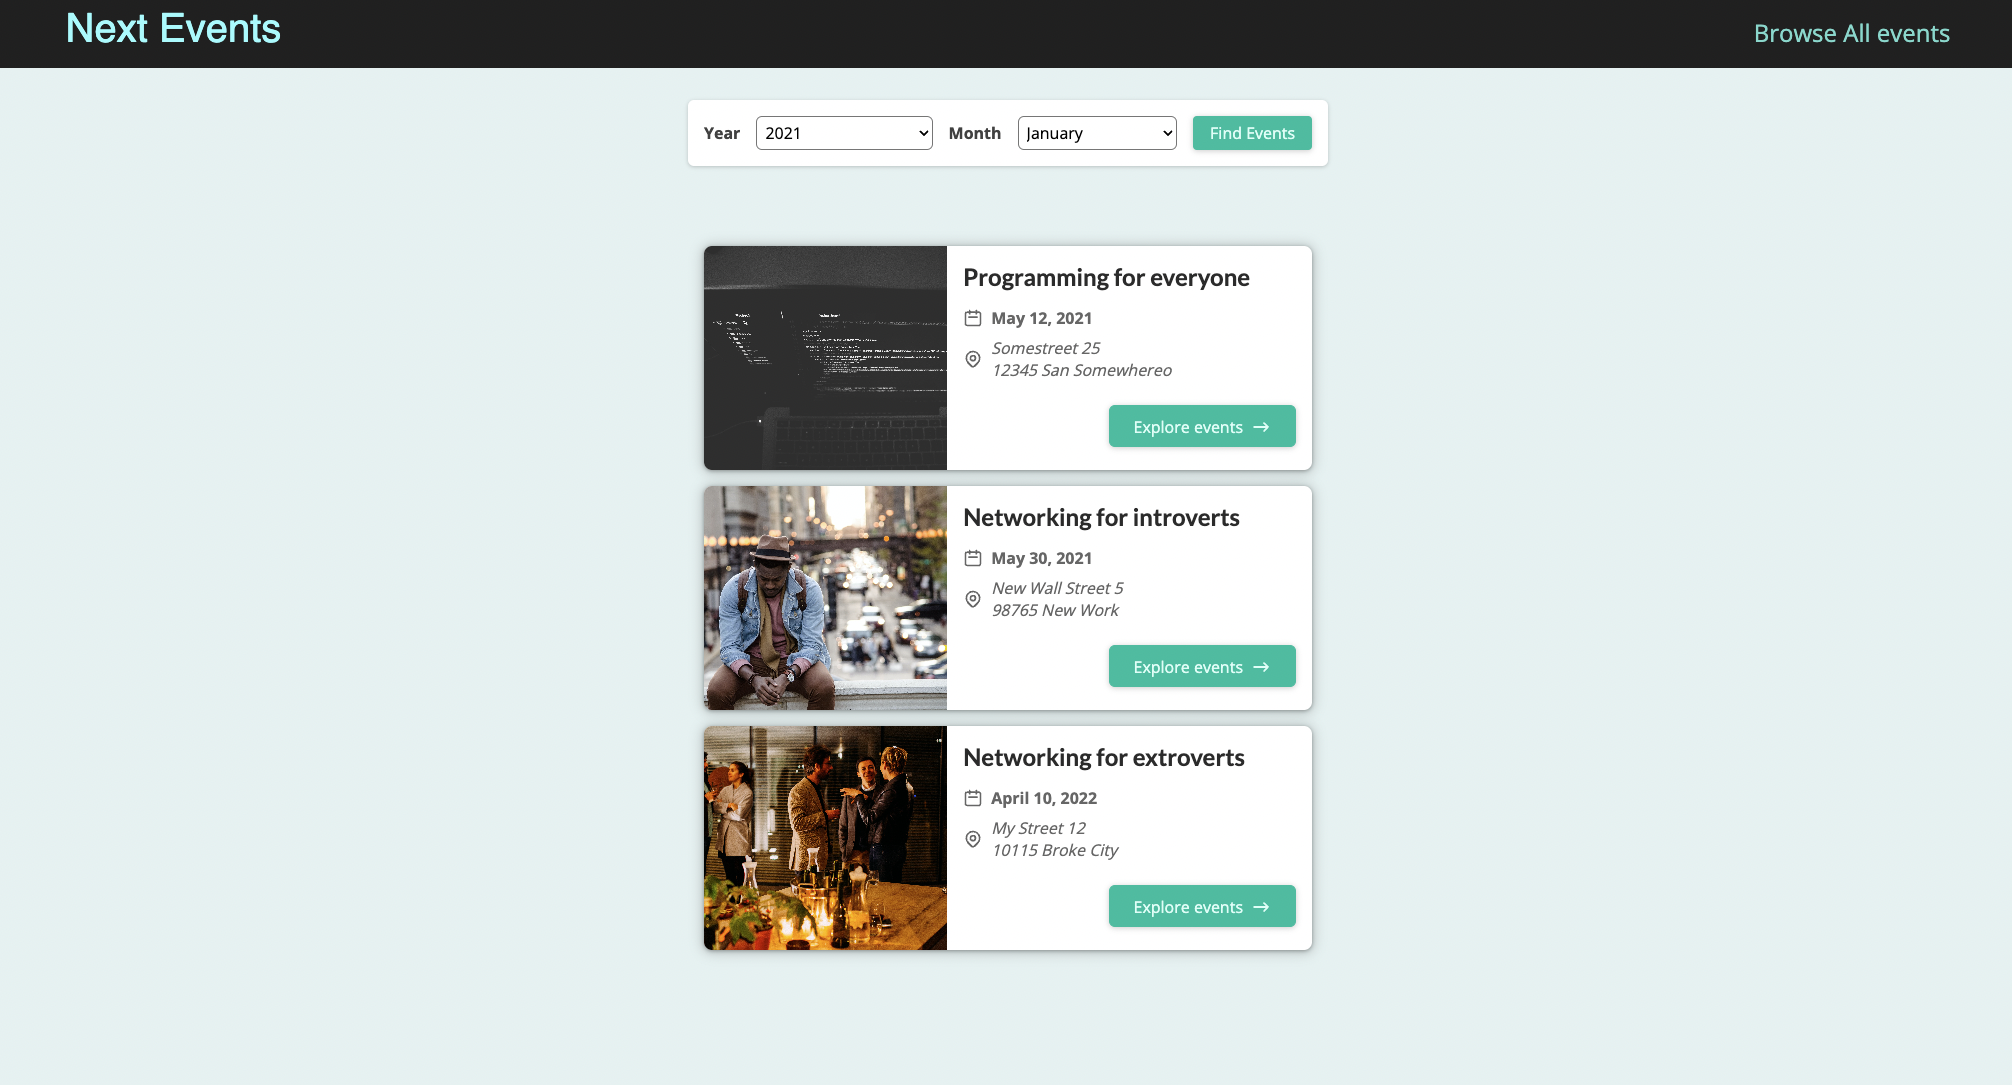 Next Events
Browse All events
Year 2021 Month January Find Events
Programming for everyone
May 12, 2021
Somestreet 25
12345 San Somewhereo
Explore events
Networking for introverts
May 30, 2021
New Wall Street 5
98765 New Work
Explore events
Networking for extroverts
April 10, 2022
My Street 12
10115 Broke City
Explore events